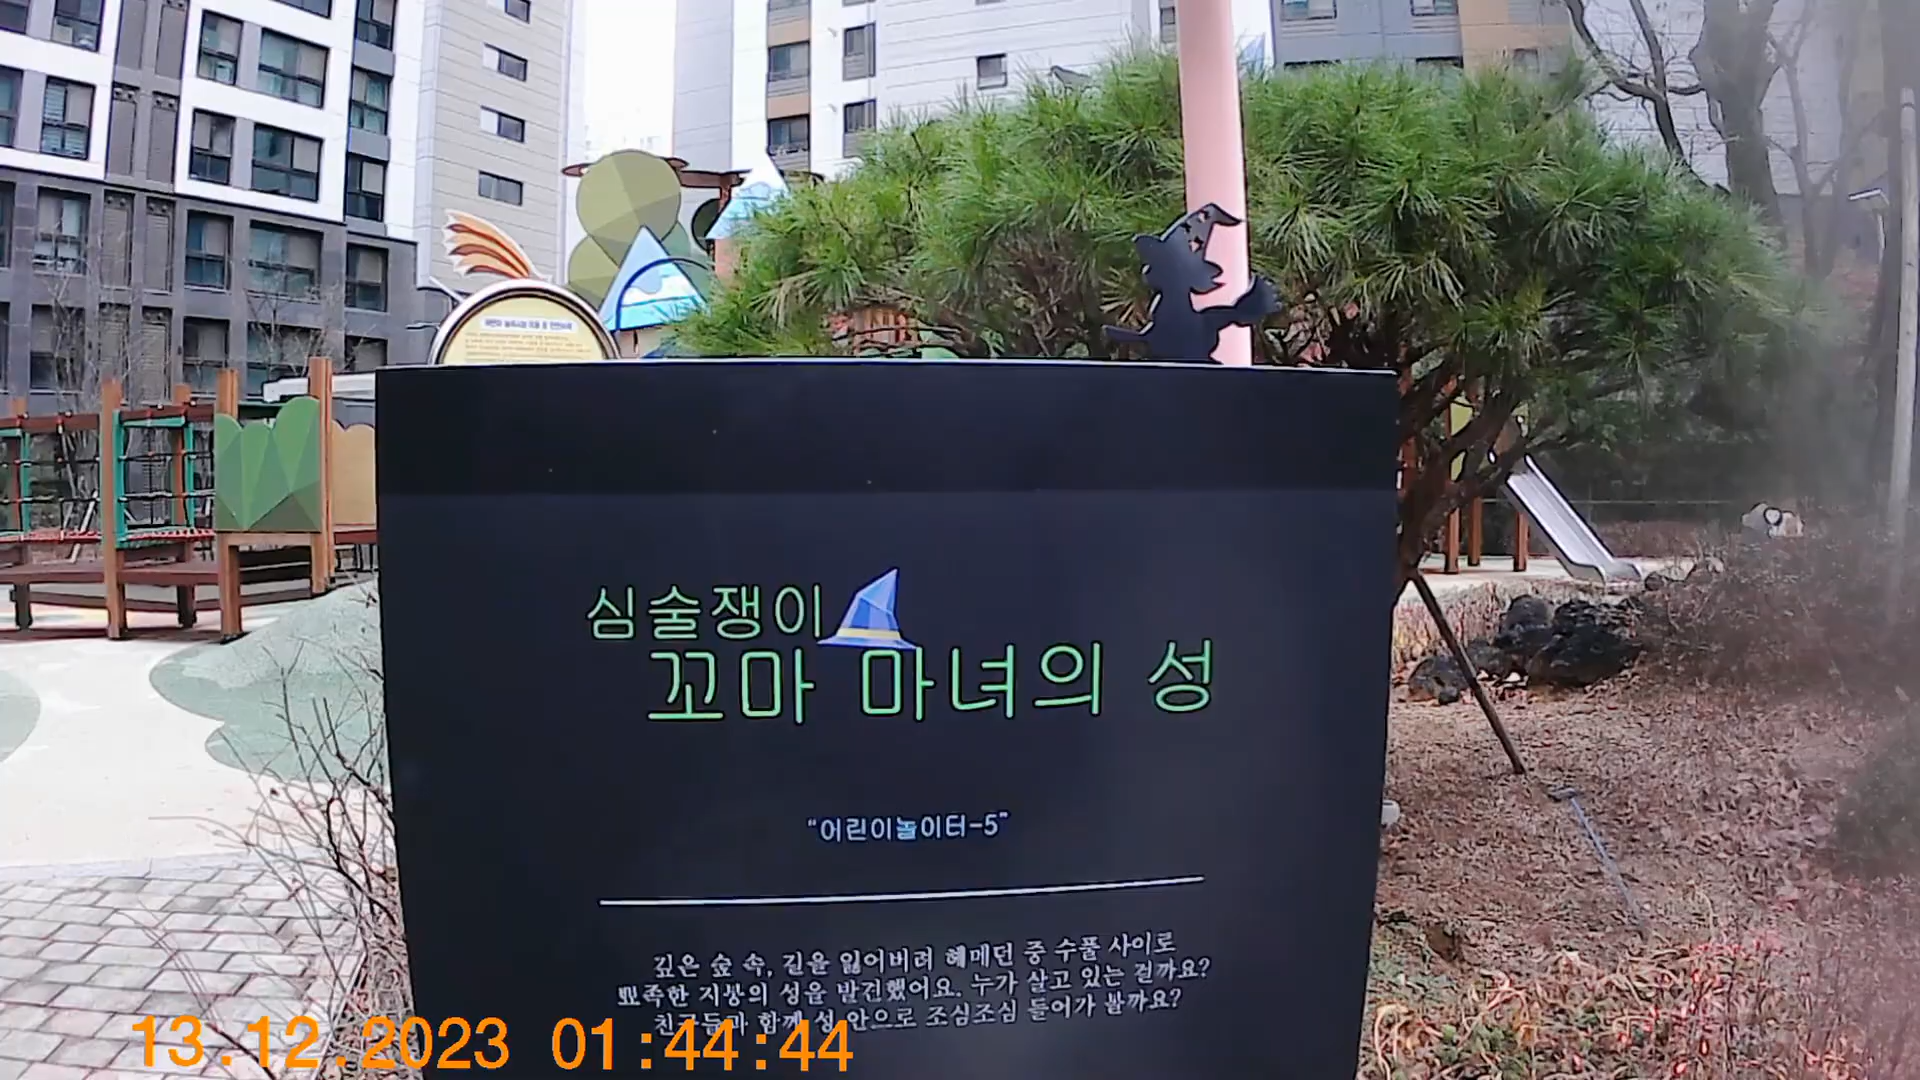 심술쟁이
꼬마 마녀의 성
"어린이놀이터-5"
깊은 숲 속, 길을 잃어버려 헤메던 중 수풀 사이로
뾰족한 지붕의 성을 발견했어요. 누가 살고 있는 걸까요?
친구들과 함께 성 안으로 조심조심 들어가 볼까요?
13.12.2023 01:44:44